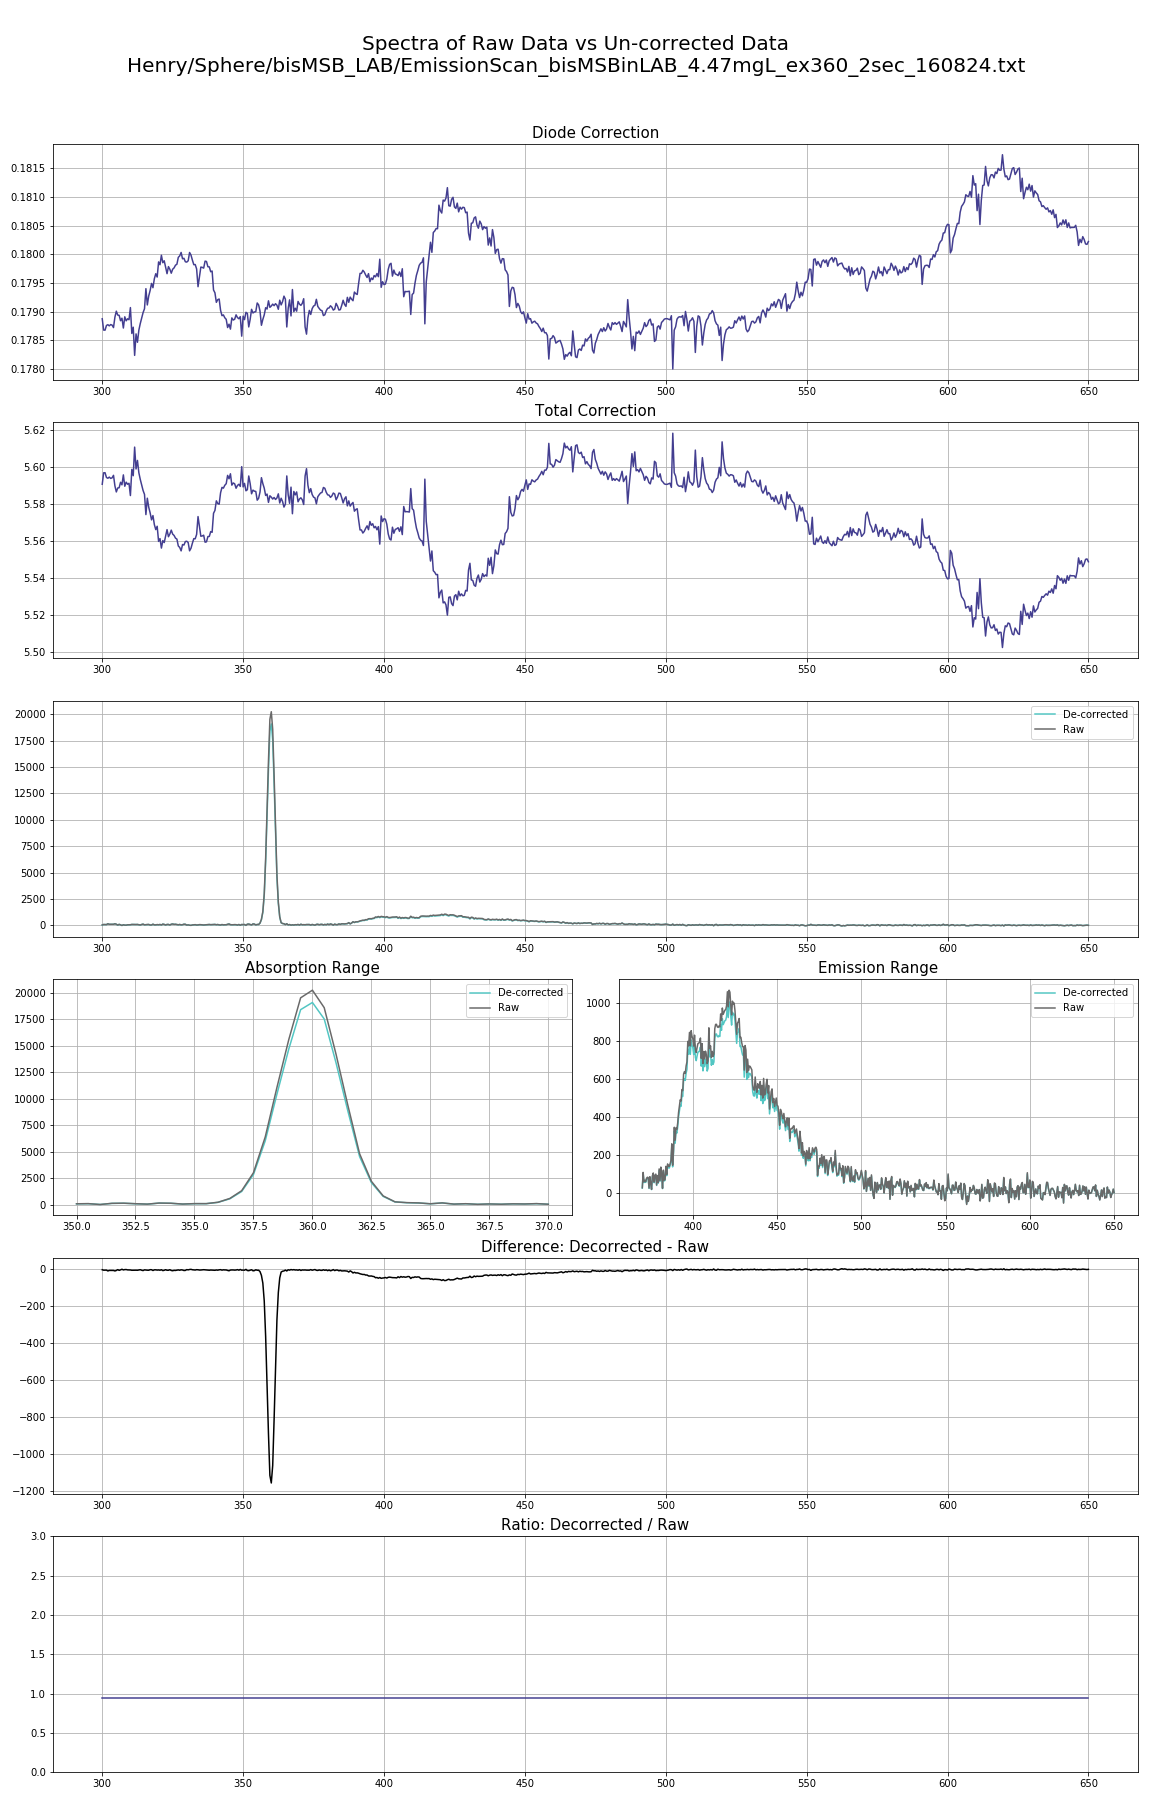 Spectra of Raw Data vs Un-corrected Data
Henry/Sphere/bisMSB_LAB/EmissionScan_bisMSBinLAB_4.47mgL_ex360_2sec_160824.txt
Diode Correction
0.1815
0.1810
0.1805
0.1800
0.1795
0.1790
0.1785
0.1780
300 350 400 450 500 550 600 650
Total Correction
5.62
5.60
5.58
5.56
5.54
5.52
5.50
300 350 400 450 500 550 600 650
20000
17500
15000
12500
10000
7500
5000
2500
0
De-corrected
Raw
300 350 400 450 500 550 600 650
Absorption Range
20000
17500
15000
12500
10000
7500
5000
2500
0
De-corrected
Raw
350.0 352.5 355.0 357.5 360.0 362.5 365.0 367.5 370.0
Emission Range
1000
800
600
400
200
0
De-corrected
Raw
400 450 500 550 600 650
Difference: Decorrected - Raw
0
−200
−400
−600
−800
−1000
−1200
300 350 400 450 500 550 600 650
Ratio: Decorrected / Raw
3.0
2.5
2.0
1.5
1.0
0.5
0.0
300 350 400 450 500 550 600 650